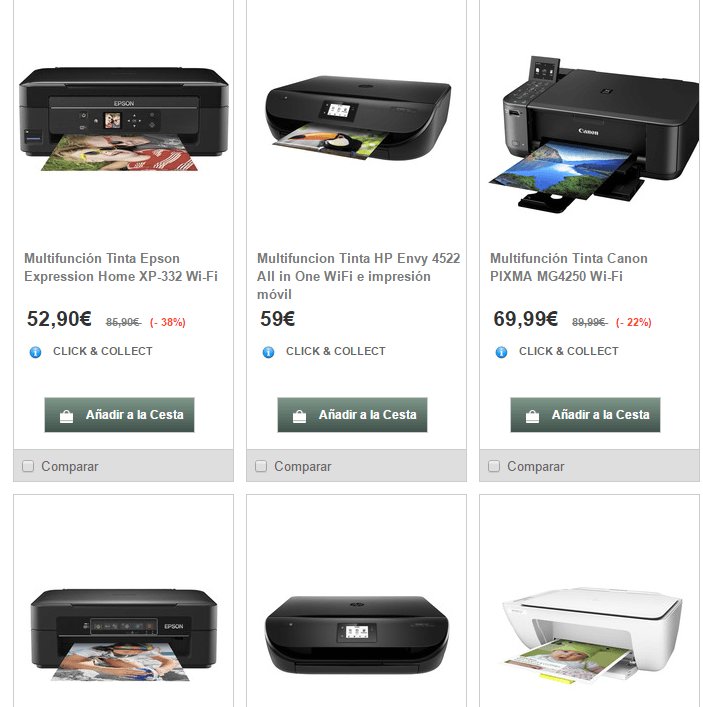 EPSON
Canon
Multifunción Tinta Epson
Expression Home XP-332 Wi-Fi
Multifuncion Tinta HP Envy 4522
All in One WiFi e impresión
móvil
Multifunción Tinta Canon
PIXMA MG4250 Wi-Fi
52,90€ 85,90€ (- 38%)
59€
69,99€ 89,99€ (- 22%)
CLICK & COLLECT
CLICK & COLLECT
CLICK & COLLECT
Añadir a la Cesta
Añadir a la Cesta
Añadir a la Cesta
Comparar
Comparar
Comparar
EPSON